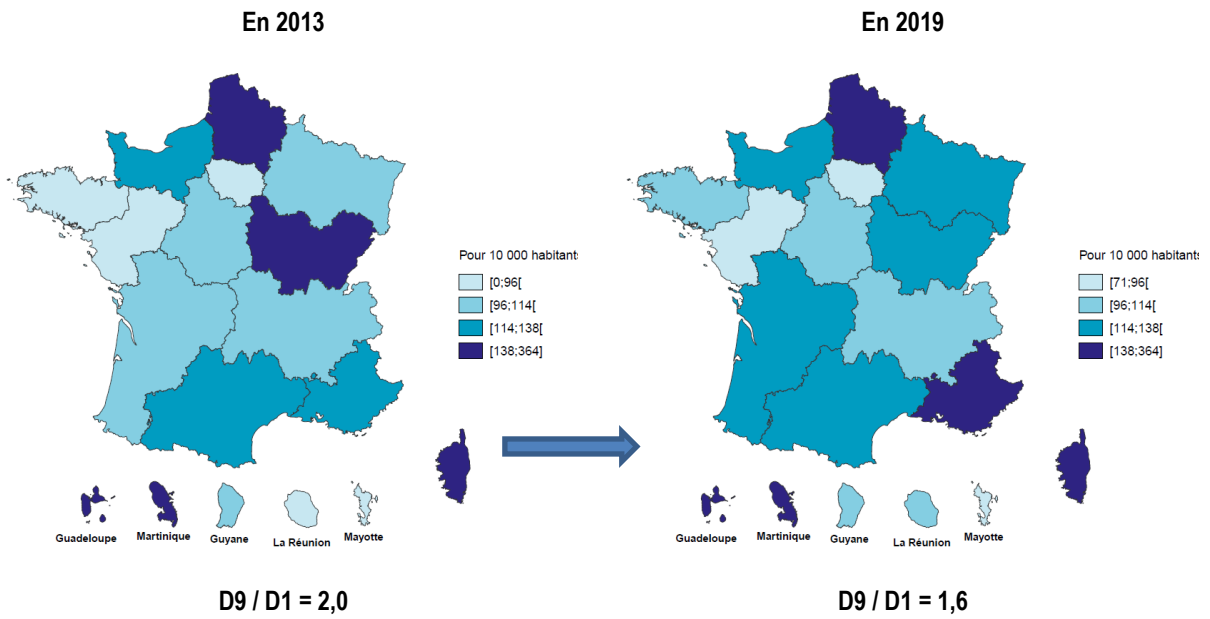 En 2013
En 2019
Pour 10 000 habitants
[0;96[
[96;114[
[114;138[
[138;364]
Pour 10 000 habitants
[71;96[
[96;114[
[114;138[
[138;364]
Guadeloupe
Martinique
Guyane
La Réunion
Mayotte
Guadeloupe
Martinique
Guyane
La Réunion
Mayotte
D9 / D1 = 2,0
D9 / D1 = 1,6